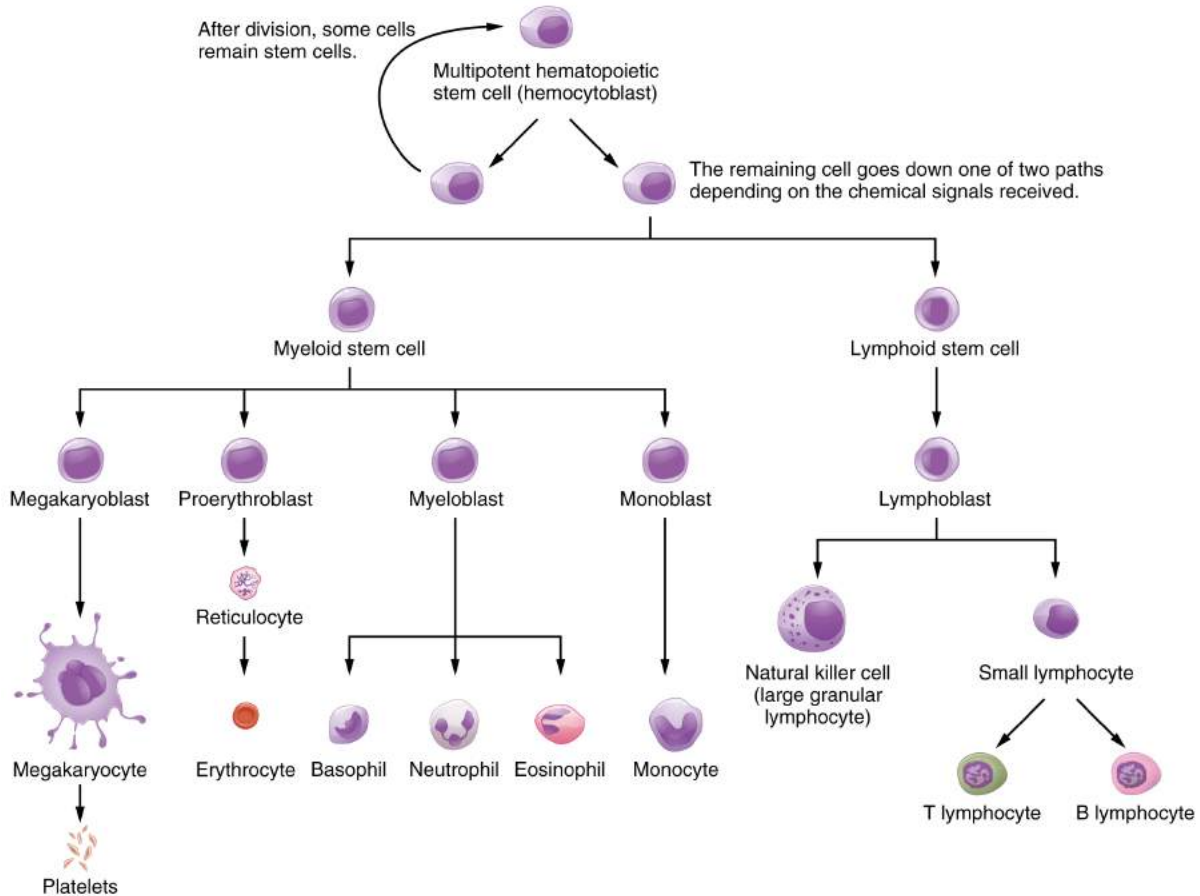 After division, some cells
remain stem cells.
Multipotent hematopoietic
stem cell (hemocytoblast)
The remaining cell goes down one of two paths
depending on the chemical signals received.
Myeloid stem cell
Lymphoid stem cell
Megakaryoblast
Proerythroblast
Myeloblast
Monoblast
Lymphoblast
Reticulocyte
Natural killer cell
(large granular
lymphocyte)
Small lymphocyte
Megakaryocyte
Erythrocyte
Basophil
Neutrophil
Eosinophil
Monocyte
T lymphocyte
B lymphocyte
Platelets